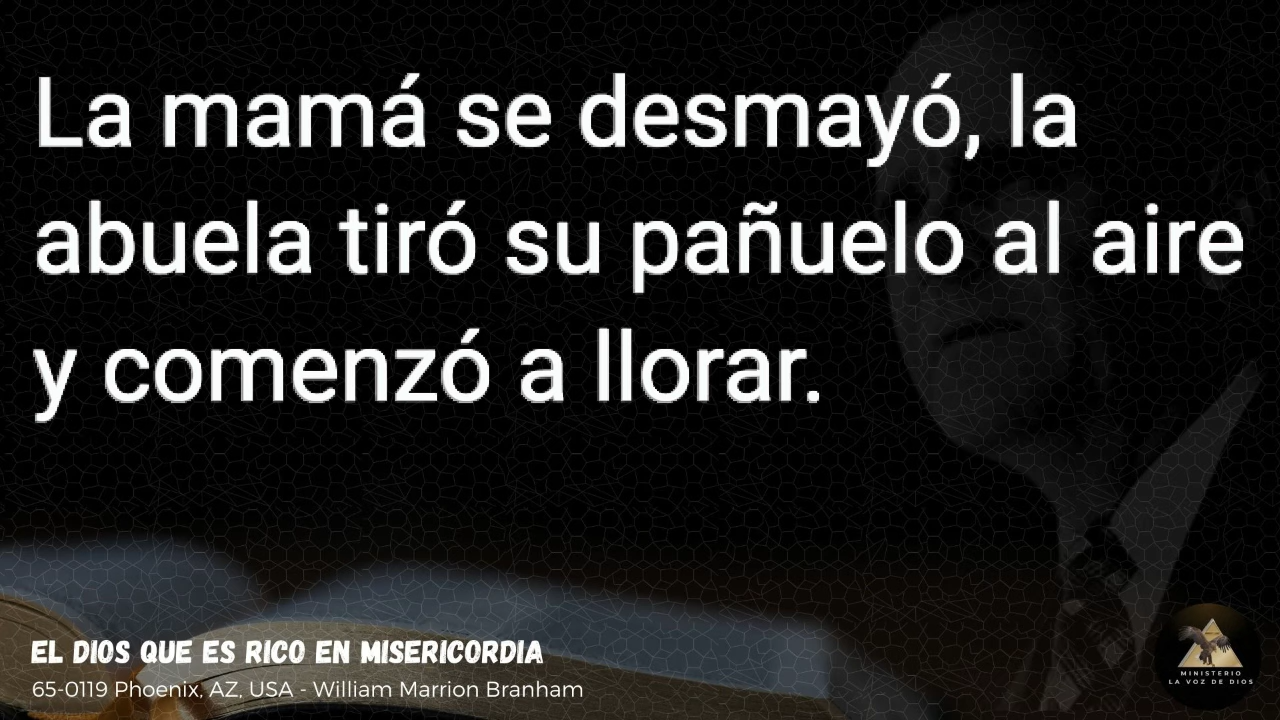 La mamá se desmayó, la
abuela tiró su pañuelo al aire
y comenzó a llorar.
EL DIOS QUE ES RICO EN MISERICORDIA
65-0119 Phoenix, AZ, USA - William Marrion Branham
MINISTERIO
LA VOZ DE DIOS